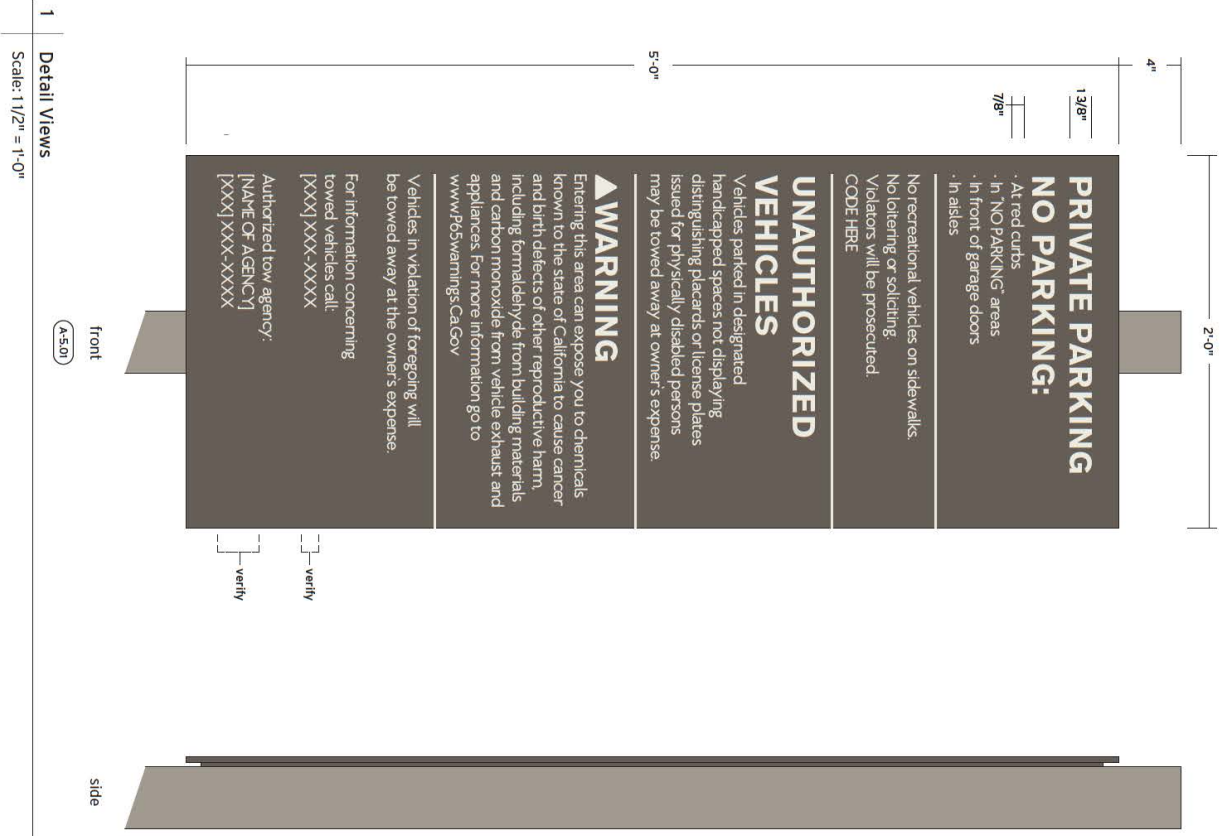 2'-0"
4"
1 3/8"
7/8"
5'-0"
PRIVATE PARKING
NO PARKING:
· At red curbs
· In "NO PARKING" areas
· In front of garage doors
· In aisles
No recreational vehicles on sidewalks.
No loitering or soliciting.
Violators will be prosecuted.
CODE HERE
UNAUTHORIZED
VEHICLES
Vehicles parked in designated
handicapped spaces not displaying
distinguishing placards or license plates
issued for physically disabled persons
may be towed away at owner's expense.
▲WARNING
Entering this area can expose you to chemicals
known to the state of California to cause cancer
and birth defects of other reproductive harm,
including formaldehyde from building materials
and carbon monoxide from vehicle exhaust and
appliances. For more information go to
www.P65warnings.Ca.Gov
Vehicles in violation of foregoing will
be towed away at the owner's expense.
For information concerning
towed vehicles call:
[XXX] XXX-XXXX
verify
Authorized tow agency:
[NAME OF AGENCY]
[XXX] XXX-XXXX
verify
front
A-5.01
side
1 Detail Views
Scale: 1 1/2" = 1'-0"